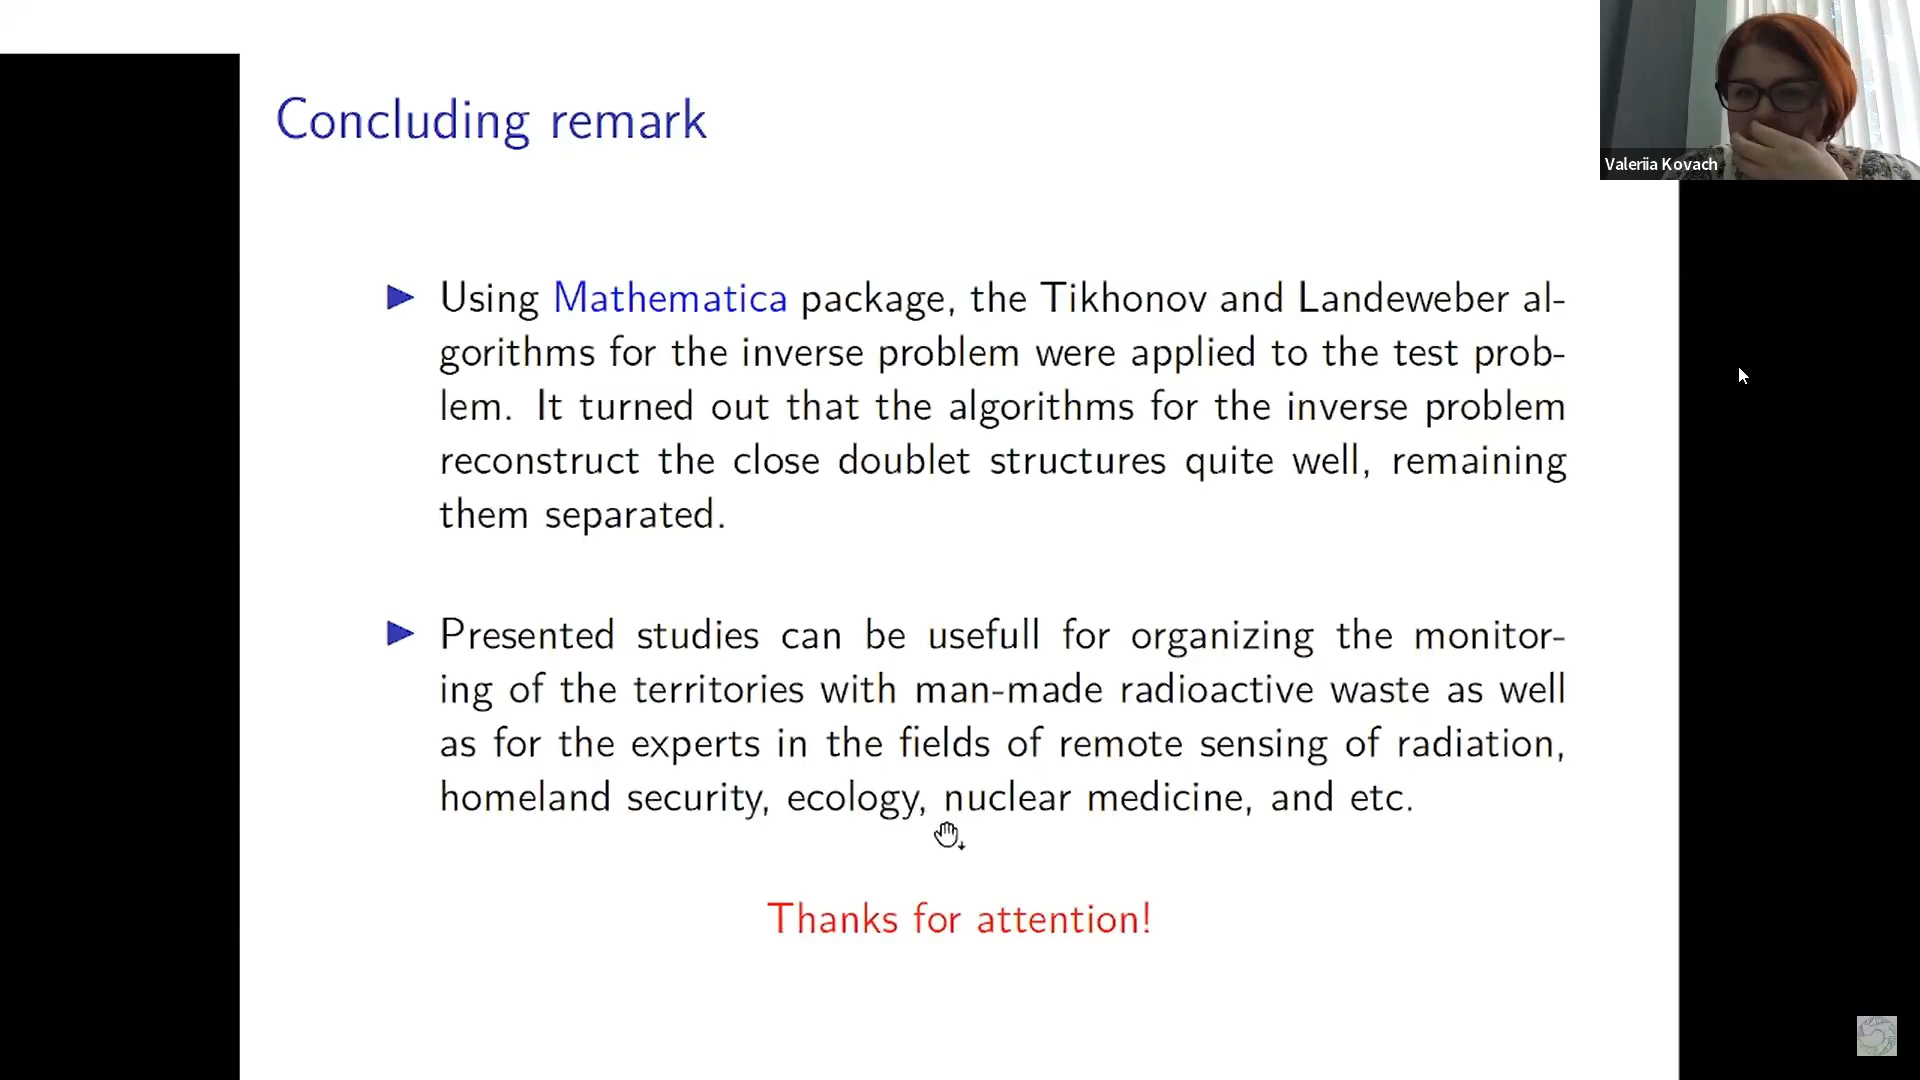 Concluding remark
Valeriia Kovach
▶ Using Mathematica package, the Tikhonov and Landeweber al-
gorithms for the inverse problem were applied to the test prob-
lem. It turned out that the algorithms for the inverse problem
reconstruct the close doublet structures quite well, remaining
them separated.
▶ Presented studies can be usefull for organizing the monitor-
ing of the territories with man-made radioactive waste as well
as for the experts in the fields of remote sensing of radiation,
homeland security, ecology, nuclear medicine, and etc.
Thanks for attention!